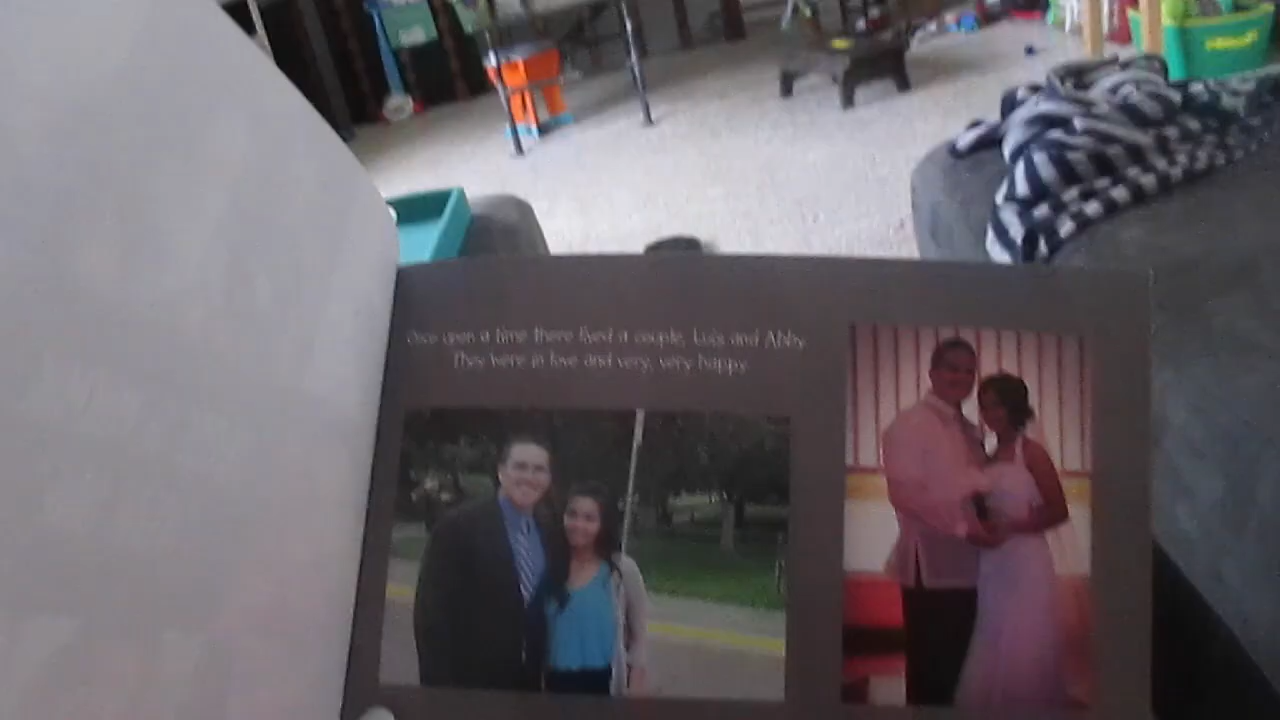 Once upon a time there lived a couple, Luis and Abby.
They were in love and very, very happy.